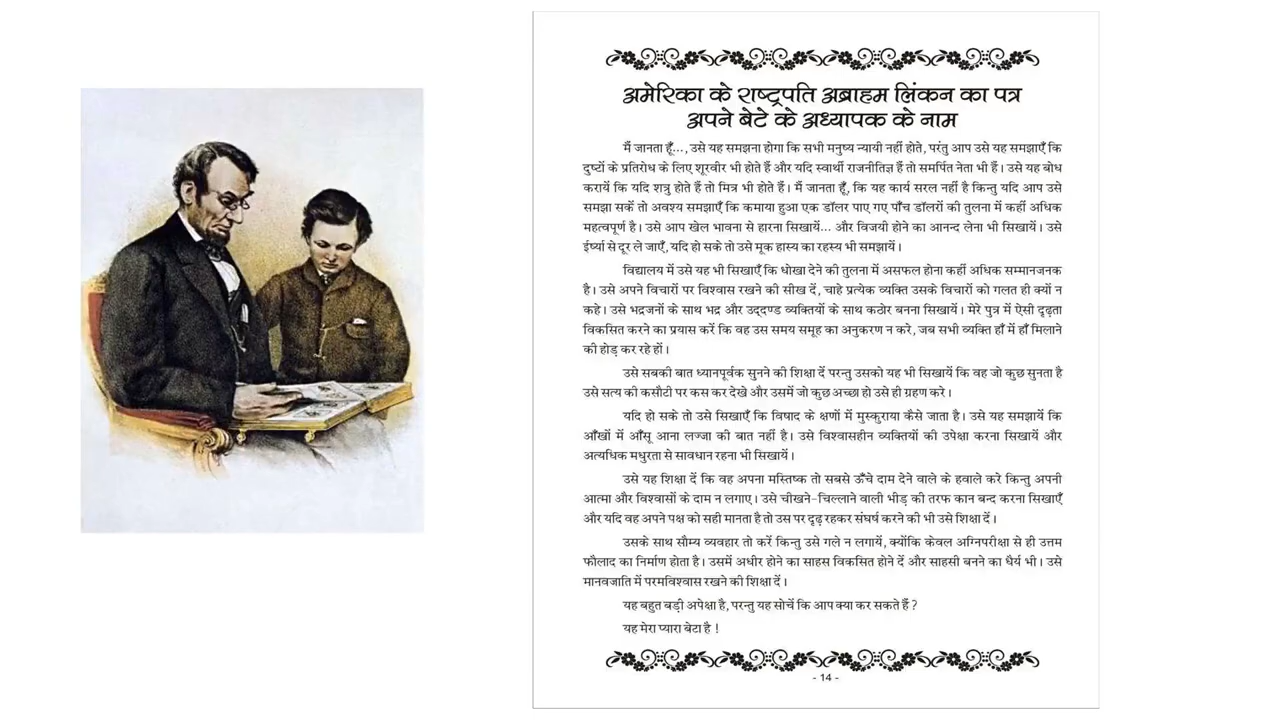 अमेरिका के राष्ट्रपति अब्राहम लिंकन का पत्र
अपने बेटे के अध्यापक के नाम
मैं जानता हूँ..., उसे यह समझना होगा कि सभी मनुष्य न्यायी नहीं होते, परंतु आप उसे यह समझाएँ कि
दुष्टों के प्रतिरोध के लिए शूरवीर भी होते हैं और यदि स्वार्थी राजनीतिज्ञ हैं तो समर्पित नेता भी हैं। उसे यह बोध
करायें कि यदि शत्रु होते हैं तो मित्र भी होते हैं। मैं जानता हूँ, कि यह कार्य सरल नहीं है किन्तु यदि आप उसे
समझा सकें तो अवश्य समझाएँ कि कमाया हुआ एक डॉलर पाए गए पाँच डॉलरों की तुलना में कहीं अधिक
महत्वपूर्ण है। उसे आप खेल भावना से हारना सिखायें... और विजयी होने का आनन्द लेना भी सिखायें। उसे
ईर्ष्या से दूर ले जाएँ, यदि हो सके तो उसे मूक हास्य का रहस्य भी समझायें।
विद्यालय में उसे यह भी सिखाएँ कि धोखा देने की तुलना में असफल होना कहीं अधिक सम्मानजनक
है। उसे अपने विचारों पर विश्वास रखने की सीख दें, चाहे प्रत्येक व्यक्ति उसके विचारों को गलत ही क्यों न
कहे। उसे भद्रजनों के साथ भद्र और उद्दण्ड व्यक्तियों के साथ कठोर बनना सिखायें। मेरे पुत्र में ऐसी दृढ़ता
विकसित करने का प्रयास करें कि वह उस समय समूह का अनुकरण न करे, जब सभी व्यक्ति हाँ में हाँ मिलाने
की होड़ कर रहे हों।
उसे सबकी बात ध्यानपूर्वक सुनने की शिक्षा दें परन्तु उसको यह भी सिखायें कि वह जो कुछ सुनता है
उसे सत्य की कसौटी पर कस कर देखे और उसमें जो कुछ अच्छा हो उसे ही ग्रहण करे।
यदि हो सके तो उसे सिखाएँ कि विषाद के क्षणों में मुस्कुराया कैसे जाता है। उसे यह समझायें कि
आँखों में आँसू आना लज्जा की बात नहीं है। उसे विश्वासहीन व्यक्तियों की उपेक्षा करना सिखायें और
अत्यधिक मधुरता से सावधान रहना भी सिखायें।
उसे यह शिक्षा दें कि वह अपना मस्तिष्क तो सबसे ऊँचे दाम देने वाले के हवाले करे किन्तु अपनी
आत्मा और विश्वासों के दाम न लगाए। उसे चीखने-चिल्लाने वाली भीड़ की तरफ कान बन्द करना सिखाएँ
और यदि वह अपने पक्ष को सही मानता है तो उस पर दृढ़ रहकर संघर्ष करने की भी उसे शिक्षा दें।
उसके साथ सौम्य व्यवहार तो करें किन्तु उसे गले न लगायें, क्योंकि केवल अग्निपरीक्षा से ही उत्तम
फौलाद का निर्माण होता है। उसमें अधीर होने का साहस विकसित होने दें और साहसी बनने का धैर्य भी। उसे
मानवजाति में परमविश्वास रखने की शिक्षा दें।
यह बहुत बड़ी अपेक्षा है, परन्तु यह सोचें कि आप क्या कर सकते हैं?
यह मेरा प्यारा बेटा है !
- 14 -